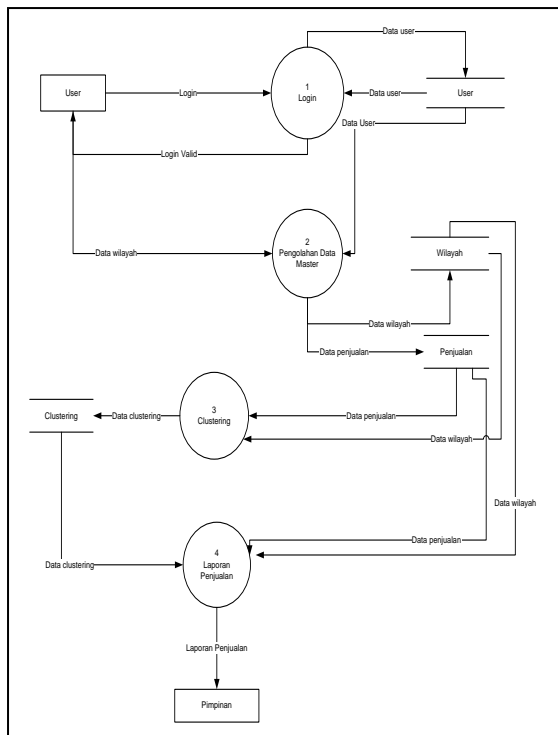 Data user
User
Login
1
Login
Data user
User
Data User
Login Valid
2
Pengolahan Data
Master
Data wilayah
Wilayah
Data wilayah
Data penjualan
Penjualan
3
Clustering
Clustering
Data clustering
Data penjualan
Data wilayah
Data wilayah
Data penjualan
4
Laporan
Penjualan
Data clustering
Laporan Penjualan
Pimpinan